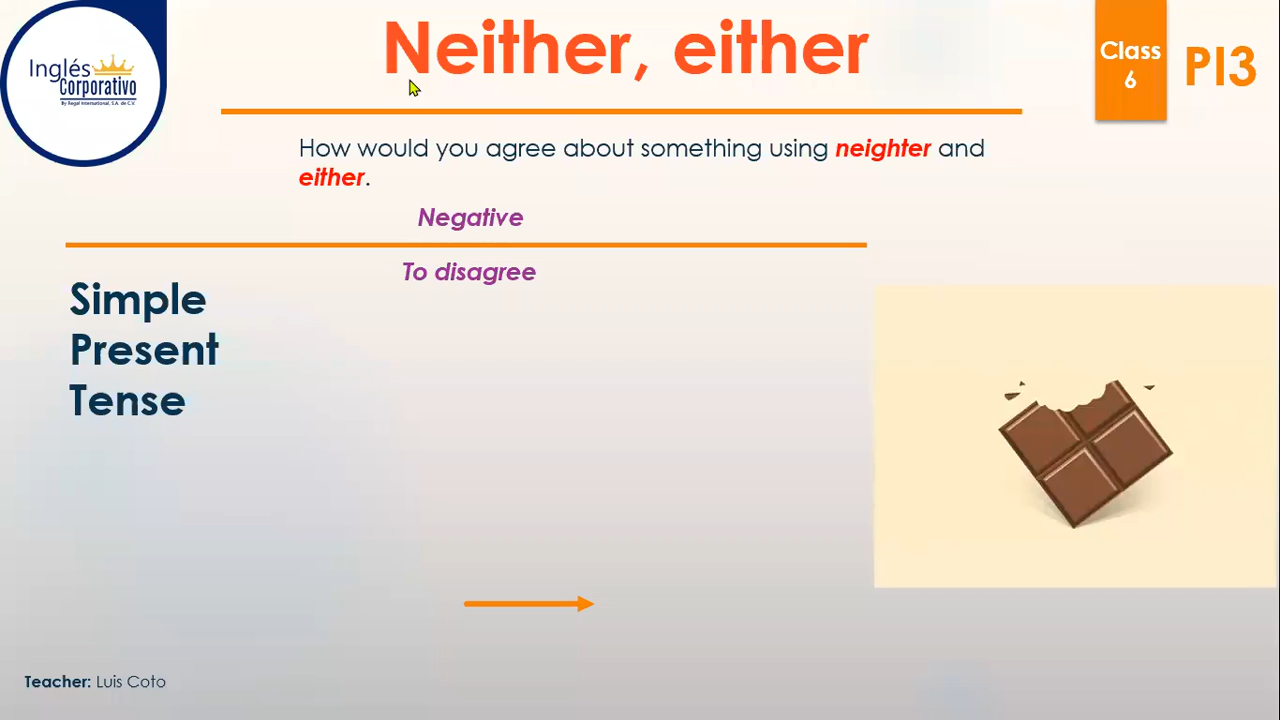 Inglés
Corporativo
By Regal International, S.A. de C.V.
Neither, either
Class
6
PI3
How would you agree about something using neighter and
either.
Negative
To disagree
Simple
Present
Tense
Teacher: Luis Coto